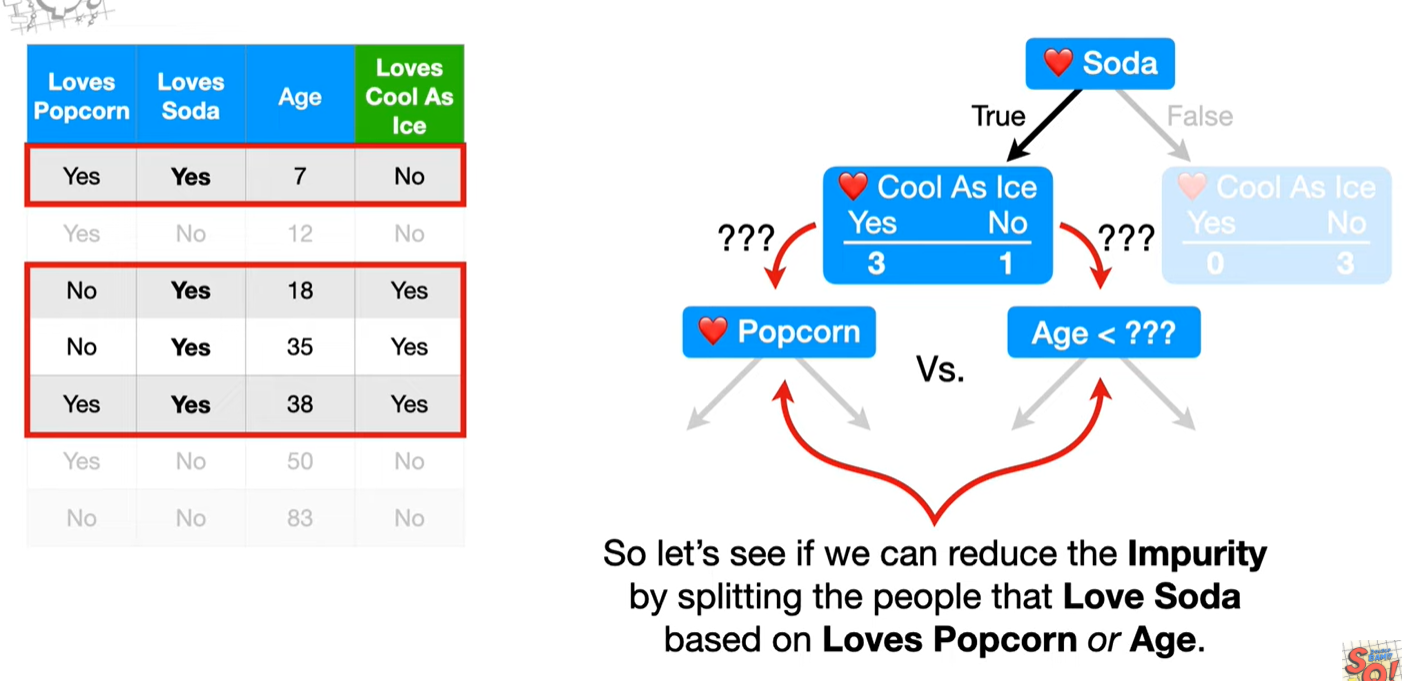 Loves Popcorn Loves Soda Age Loves Cool As Ice
Yes Yes 7 No
Yes No 12 No
No Yes 18 Yes
No Yes 35 Yes
Yes Yes 38 Yes
Yes No 50 No
No No 83 No
❤️ Soda
True False
❤️ Cool As Ice
Yes No
3 1
❤️ Cool As Ice
Yes No
0 3
??? ???
❤️ Popcorn
Vs.
Age < ???
So let’s see if we can reduce the Impurity
by splitting the people that Love Soda
based on Loves Popcorn or Age.